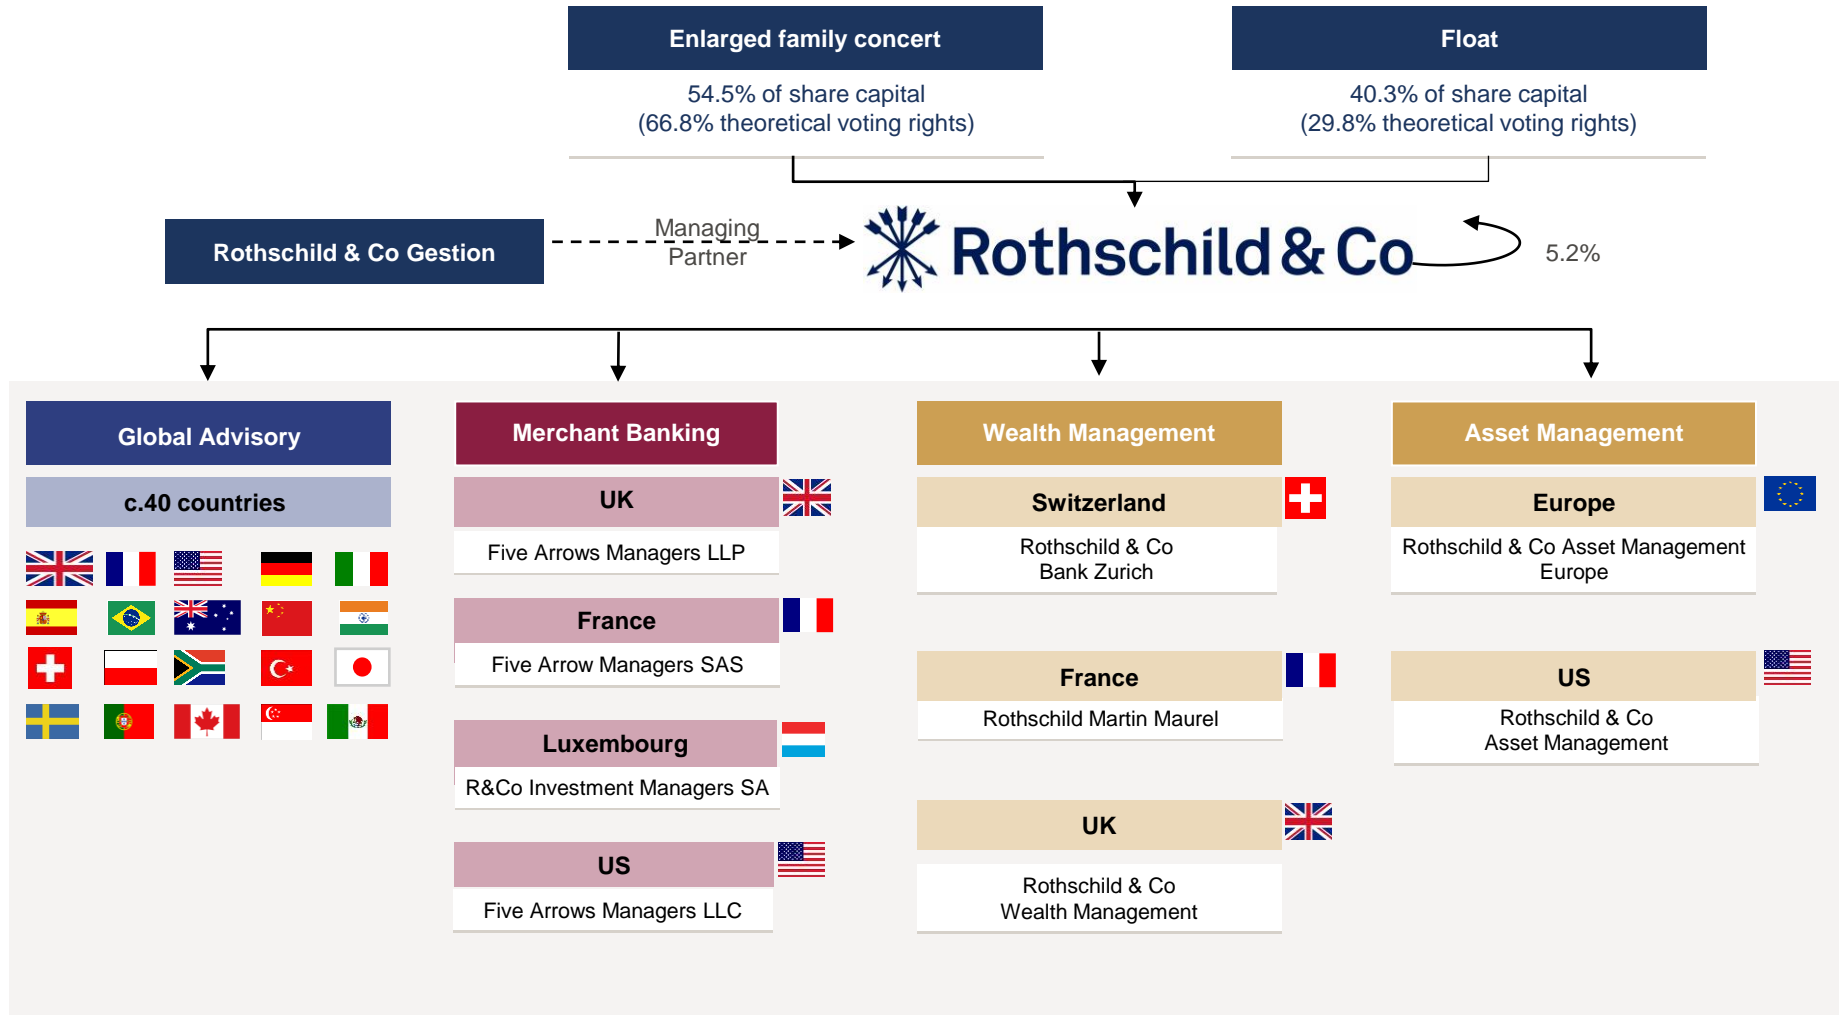 Enlarged family concert
54.5% of share capital
(66.8% theoretical voting rights)
Float
40.3% of share capital
(29.8% theoretical voting rights)
Rothschild & Co Gestion
Managing
Partner
Rothschild & Co
5.2%
Global Advisory
c.40 countries
Merchant Banking
UK
Five Arrows Managers LLP
France
Five Arrow Managers SAS
Luxembourg
R&Co Investment Managers SA
US
Five Arrows Managers LLC
Wealth Management
Switzerland
Rothschild & Co
Bank Zurich
France
Rothschild Martin Maurel
UK
Rothschild & Co
Wealth Management
Asset Management
Europe
Rothschild & Co Asset Management
Europe
US
Rothschild & Co
Asset Management